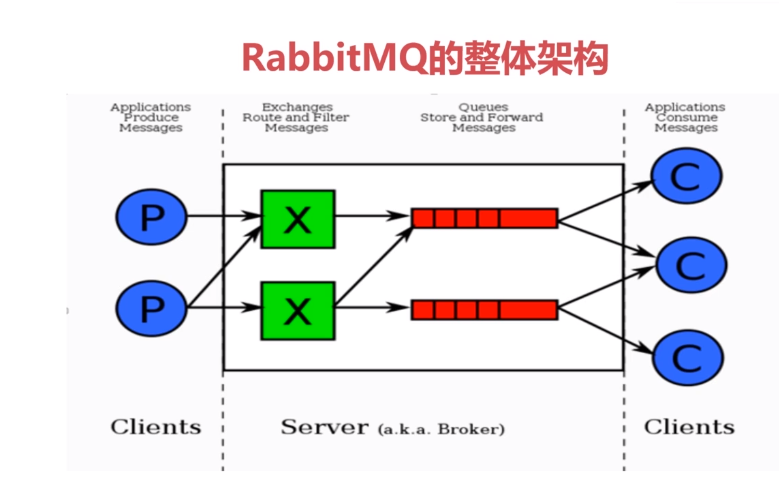 RabbitMQ的整体架构
Applications
Produce
Messages
Exchanges
Route and Filter
Messages
Queues
Store and Forward
Messages
Applications
Consume
Messages
P
X
C
P
X
C
C
Clients
Server (a.k.a. Broker)
Clients